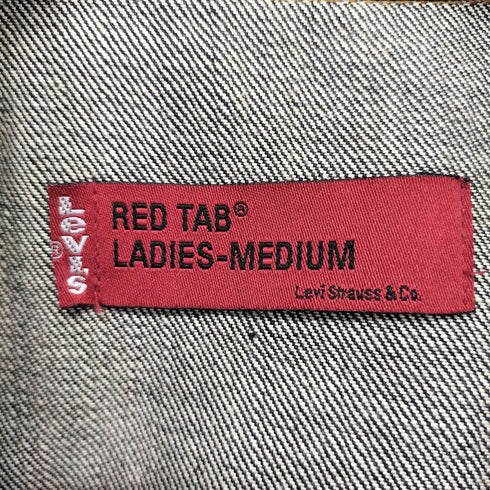 LEVI'S
®
RED TAB®
LADIES-MEDIUM
Levi Strauss & Co.